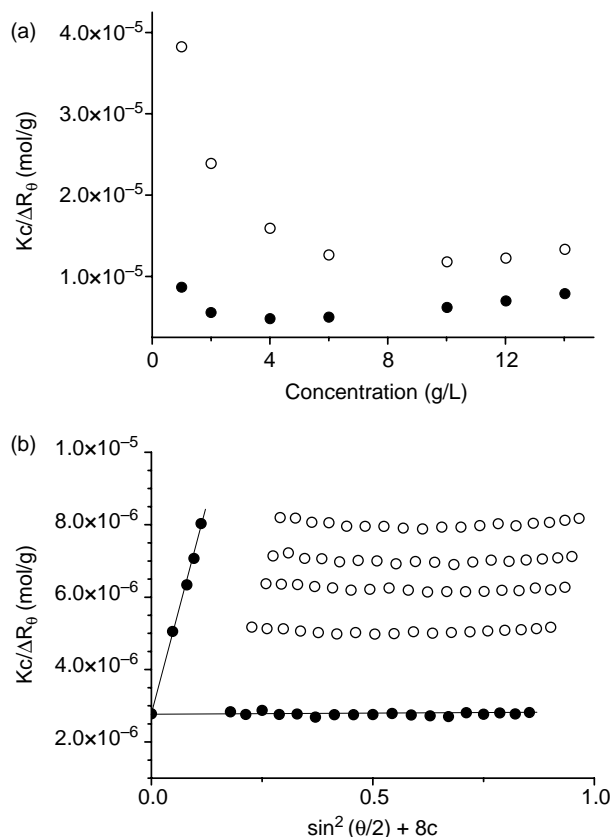 (a)
4.0×10⁻⁵
3.0×10⁻⁵
2.0×10⁻⁵
1.0×10⁻⁵
Kc/ΔR_θ (mol/g)
0 4 8 12
Concentration (g/L)
(b)
1.0×10⁻⁵
8.0×10⁻⁶
6.0×10⁻⁶
4.0×10⁻⁶
2.0×10⁻⁶
Kc/ΔR_θ (mol/g)
0.0 0.5 1.0
sin² (θ/2) + 8c